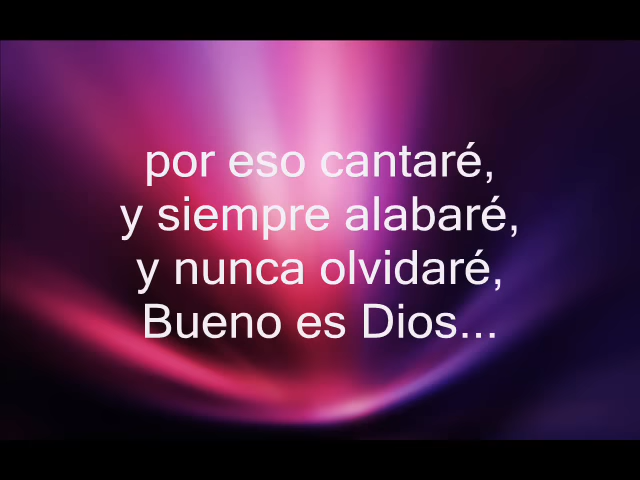 por eso cantaré,
y siempre alabaré,
y nunca olvidaré,
Bueno es Dios...